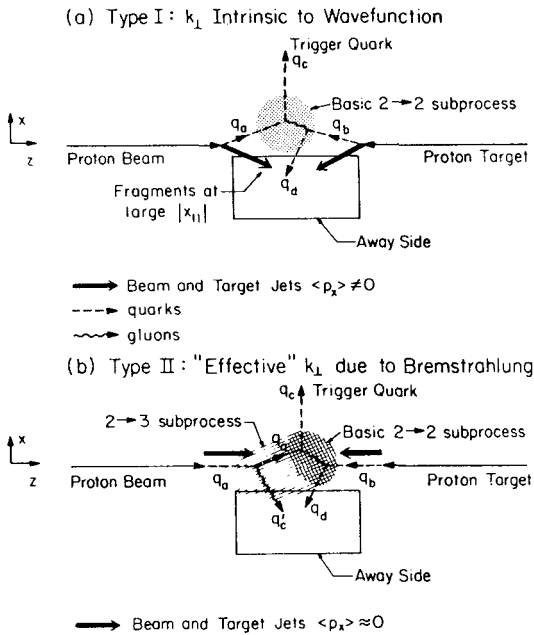 (a) Type I: k⊥ Intrinsic to Wavefunction
Trigger Quark
q_c
Basic 2→2 subprocess
x
q_a
q_b
z
Proton Beam
Proton Target
Fragments at
large |x_{||}|
q_d
Away Side
Beam and Target Jets <p_x> ≠ 0
quarks
gluons
(b) Type II: "Effective" k⊥ due to Bremstrahlung
q_c
Trigger Quark
2→3 subprocess
Basic 2→2 subprocess
x
z
Proton Beam
q_a
q_b
Proton Target
q'_c
q_d
Away Side
Beam and Target Jets <p_x> ≈ 0